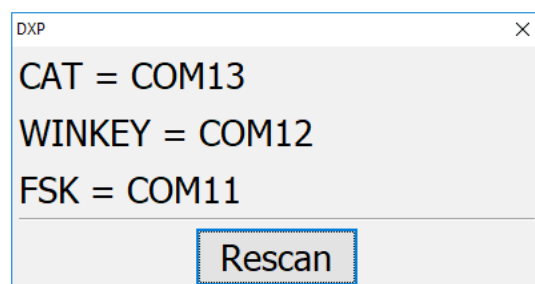 DXP
CAT = COM13
WINKEY = COM12
FSK = COM11
Rescan